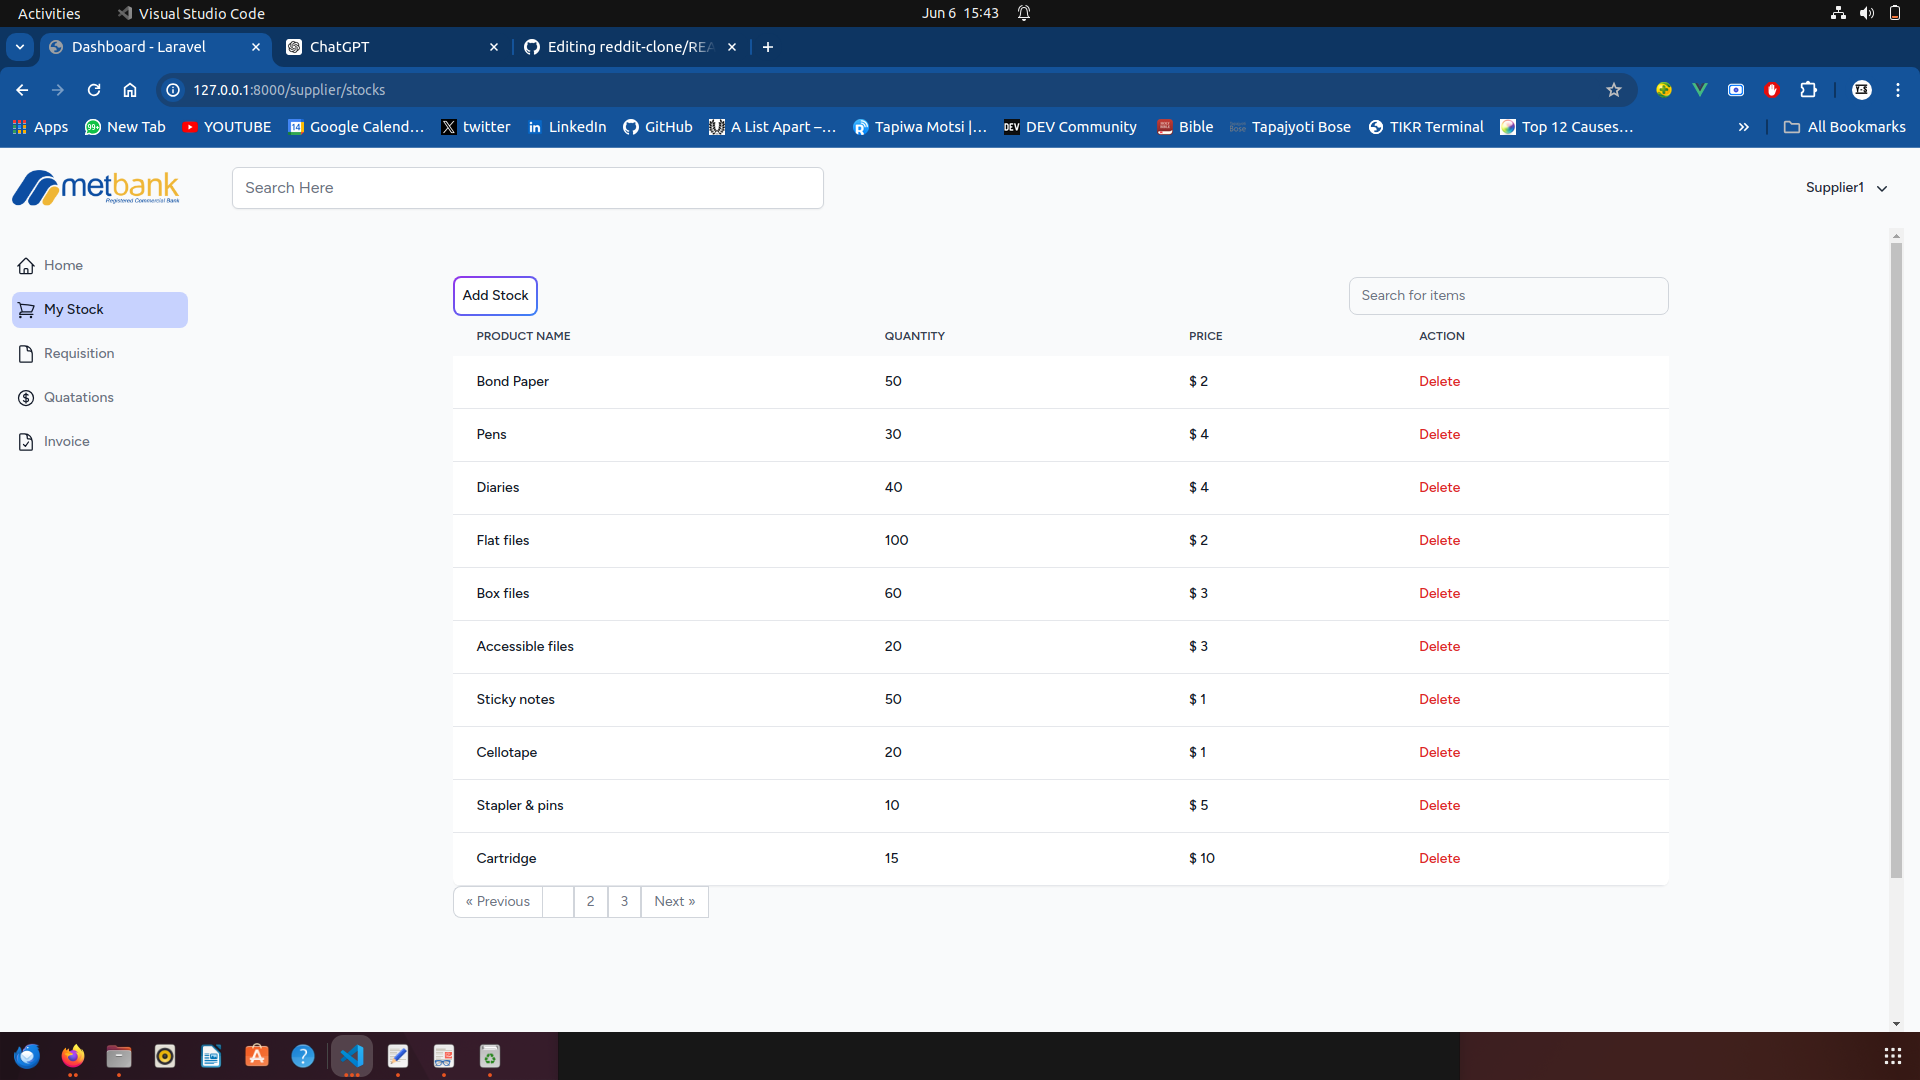 Activities Visual Studio Code Jun 6 15:43
Dashboard - Laravel ChatGPT Editing reddit-clone/REA
127.0.0.1:8000/supplier/stocks
Apps New Tab YOUTUBE Google Calend… twitter LinkedIn GitHub A List Apart –… Tapiwa Motsi |… DEV Community Bible Tapajyoti Bose TIKR Terminal Top 12 Causes… » All Bookmarks
metbank Search Here Supplier1
Registered Commercial Bank
Home
My Stock
Requisition
Quatations
Invoice
Add Stock Search for items
PRODUCT NAME QUANTITY PRICE ACTION
Bond Paper 50 $ 2 Delete
Pens 30 $ 4 Delete
Diaries 40 $ 4 Delete
Flat files 100 $ 2 Delete
Box files 60 $ 3 Delete
Accessible files 20 $ 3 Delete
Sticky notes 50 $ 1 Delete
Cellotape 20 $ 1 Delete
Stapler & pins 10 $ 5 Delete
Cartridge 15 $ 10 Delete
« Previous 2 3 Next »